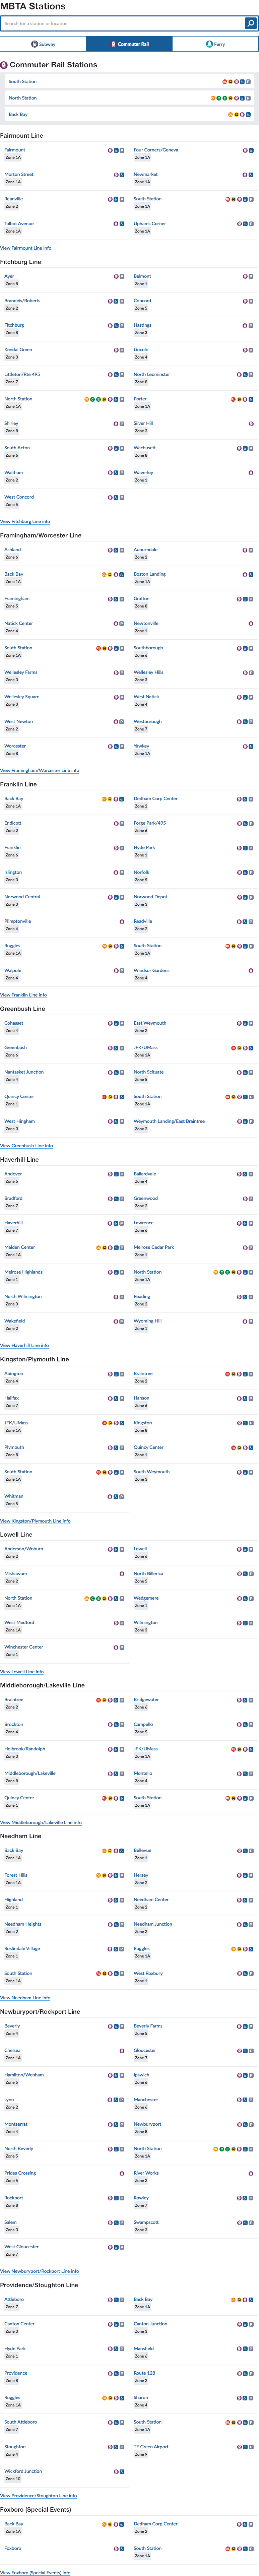 MBTA Stations
Search for a station or location
Subway
Commuter Rail
Ferry
Commuter Rail Stations
South Station
North Station
Back Bay
Fairmount Line
Fairmount
Zone 1A
Four Corners/Geneva
Zone 1A
Morton Street
Zone 1A
Newmarket
Zone 1A
Readville
Zone 2
South Station
Zone 1A
Talbot Avenue
Zone 1A
Uphams Corner
Zone 1A
View Fairmount Line info
Fitchburg Line
Ayer
Zone 8
Belmont
Zone 1
Brandeis/Roberts
Zone 2
Concord
Zone 5
Fitchburg
Zone 8
Hastings
Zone 3
Kendal Green
Zone 3
Lincoln
Zone 4
Littleton/Rte 495
Zone 7
North Leominster
Zone 8
North Station
Zone 1A
Porter
Zone 1A
Shirley
Zone 8
Silver Hill
Zone 3
South Acton
Zone 6
Wachusett
Zone 8
Waltham
Zone 2
Waverley
Zone 1
West Concord
Zone 5
View Fitchburg Line info
Framingham/Worcester Line
Ashland
Zone 6
Auburndale
Zone 2
Back Bay
Zone 1A
Boston Landing
Zone 1A
Framingham
Zone 5
Grafton
Zone 8
Natick Center
Zone 4
Newtonville
Zone 1
South Station
Zone 1A
Southborough
Zone 6
Wellesley Farms
Zone 3
Wellesley Hills
Zone 3
Wellesley Square
Zone 3
West Natick
Zone 4
West Newton
Zone 2
Westborough
Zone 7
Worcester
Zone 8
Yawkey
Zone 1A
View Framingham/Worcester Line info
Franklin Line
Back Bay
Zone 1A
Dedham Corp Center
Zone 2
Endicott
Zone 2
Forge Park/495
Zone 6
Franklin
Zone 6
Hyde Park
Zone 1
Islington
Zone 3
Norfolk
Zone 5
Norwood Central
Zone 3
Norwood Depot
Zone 3
Plimptonville
Zone 4
Readville
Zone 2
Ruggles
Zone 1A
South Station
Zone 1A
Walpole
Zone 4
Windsor Gardens
Zone 4
View Franklin Line info
Greenbush Line
Cohasset
Zone 4
East Weymouth
Zone 2
Greenbush
Zone 6
JFK/UMass
Zone 1A
Nantasket Junction
Zone 4
North Scituate
Zone 5
Quincy Center
Zone 1
South Station
Zone 1A
West Hingham
Zone 3
Weymouth Landing/East Braintree
Zone 2
View Greenbush Line info
Haverhill Line
Andover
Zone 5
Ballardvale
Zone 4
Bradford
Zone 7
Greenwood
Zone 2
Haverhill
Zone 7
Lawrence
Zone 6
Malden Center
Zone 1A
Melrose Cedar Park
Zone 1
Melrose Highlands
Zone 1
North Station
Zone 1A
North Wilmington
Zone 3
Reading
Zone 2
Wakefield
Zone 2
Wyoming Hill
Zone 1
View Haverhill Line info
Kingston/Plymouth Line
Abington
Zone 4
Braintree
Zone 2
Halifax
Zone 7
Hanson
Zone 6
JFK/UMass
Zone 1A
Kingston
Zone 8
Plymouth
Zone 8
Quincy Center
Zone 1
South Station
Zone 1A
South Weymouth
Zone 3
Whitman
Zone 5
View Kingston/Plymouth Line info
Lowell Line
Anderson/Woburn
Zone 2
Lowell
Zone 6
Mishawum
Zone 2
North Billerica
Zone 5
North Station
Zone 1A
Wedgemere
Zone 1
West Medford
Zone 1A
Wilmington
Zone 3
Winchester Center
Zone 1
View Lowell Line info
Middleborough/Lakeville Line
Braintree
Zone 2
Bridgewater
Zone 6
Brockton
Zone 4
Campello
Zone 5
Holbrook/Randolph
Zone 3
JFK/UMass
Zone 1A
Middleborough/Lakeville
Zone 8
Montello
Zone 4
Quincy Center
Zone 1
South Station
Zone 1A
View Middleborough/Lakeville Line info
Needham Line
Back Bay
Zone 1A
Bellevue
Zone 1
Forest Hills
Zone 1A
Hersey
Zone 2
Highland
Zone 1
Needham Center
Zone 2
Needham Heights
Zone 2
Needham Junction
Zone 2
Roslindale Village
Zone 1
Ruggles
Zone 1A
South Station
Zone 1A
West Roxbury
Zone 1
View Needham Line info
Newburyport/Rockport Line
Beverly
Zone 4
Beverly Farms
Zone 5
Chelsea
Zone 1A
Gloucester
Zone 7
Hamilton/Wenham
Zone 5
Ipswich
Zone 6
Lynn
Zone 2
Manchester
Zone 6
Montserrat
Zone 4
Newburyport
Zone 8
North Beverly
Zone 5
North Station
Zone 1A
Prides Crossing
Zone 5
River Works
Zone 2
Rockport
Zone 8
Rowley
Zone 7
Salem
Zone 3
Swampscott
Zone 3
West Gloucester
Zone 7
View Newburyport/Rockport Line info
Providence/Stoughton Line
Attleboro
Zone 7
Back Bay
Zone 1A
Canton Center
Zone 3
Canton Junction
Zone 3
Hyde Park
Zone 1
Mansfield
Zone 6
Providence
Zone 8
Route 128
Zone 2
Ruggles
Zone 1A
Sharon
Zone 4
South Attleboro
Zone 7
South Station
Zone 1A
Stoughton
Zone 4
TF Green Airport
Zone 9
Wickford Junction
Zone 10
View Providence/Stoughton Line info
Foxboro (Special Events)
Back Bay
Zone 1A
Dedham Corp Center
Zone 2
Foxboro
South Station
Zone 1A
View Foxboro (Special Events) info